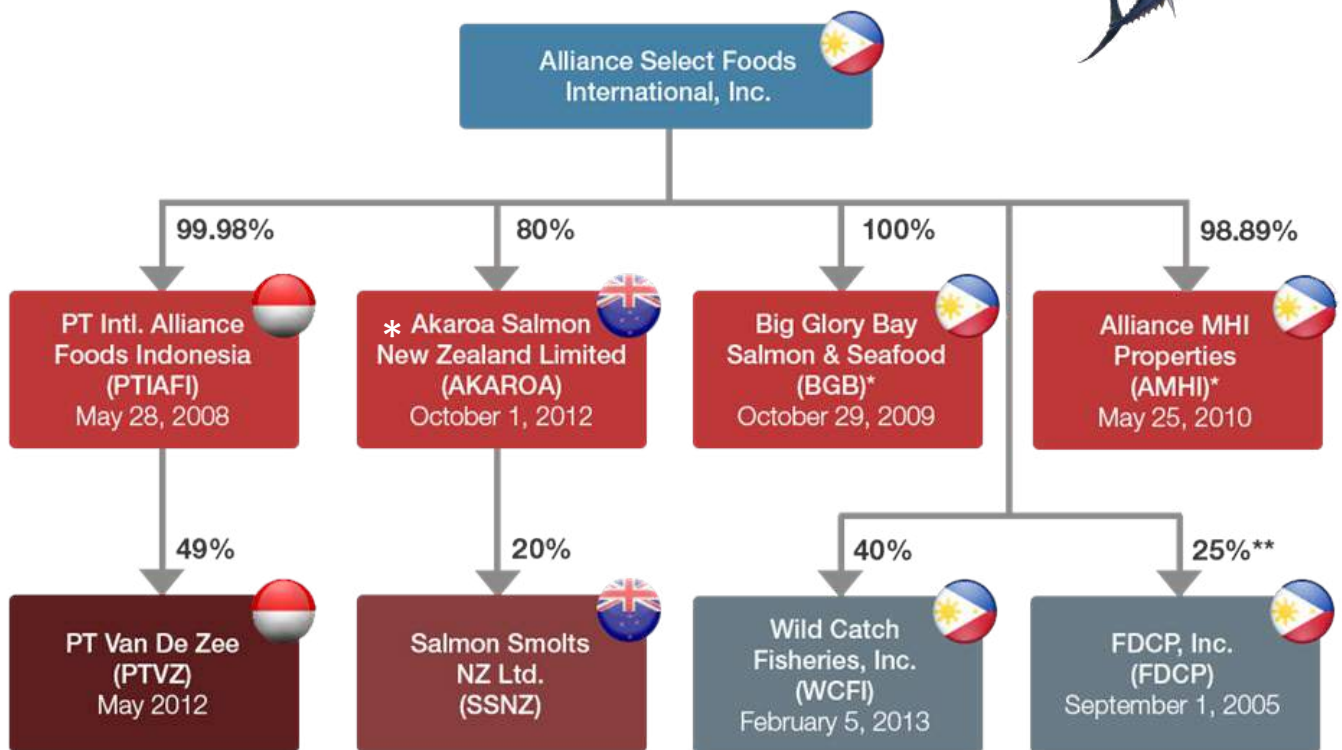 Alliance Select Foods
International, Inc.
99.98%
80%
100%
98.89%
PT Intl. Alliance
Foods Indonesia
(PTIAFI)
May 28, 2008
* Akaroa Salmon
New Zealand Limited
(AKAROA)
October 1, 2012
Big Glory Bay
Salmon & Seafood
(BGB)*
October 29, 2009
Alliance MHI
Properties
(AMHI)*
May 25, 2010
49%
20%
40%
25%**
PT Van De Zee
(PTVZ)
May 2012
Salmon Smolts
NZ Ltd.
(SSNZ)
Wild Catch
Fisheries, Inc.
(WCFI)
February 5, 2013
FDCP, Inc.
(FDCP)
September 1, 2005